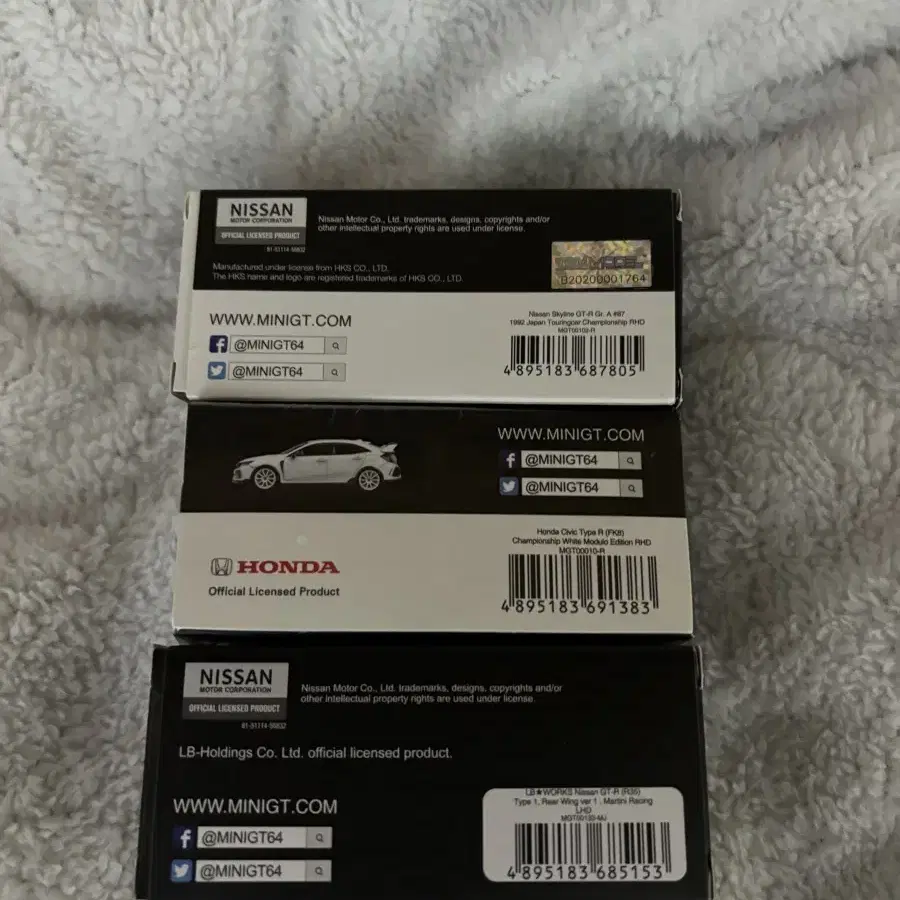 NISSAN
MOTOR CORPORATION
OFFICIAL LICENSED PRODUCT
Nissan Motor Co., Ltd. trademarks, designs, copyrights and/or
other intellectual property rights are used under license.
Manufactured under license from HKS CO., LTD.
The HKS name and logo are registered trademarks of HKS CO., LTD.
B20200001764
WWW.MINIGT.COM
@MINIGT64
@MINIGT64
Nissan Skyline GT-R Gr. A #87
1992 Japan Touringcar Championship RHD
4 895183 687805
WWW.MINIGT.COM
@MINIGT64
@MINIGT64
HONDA
Official Licensed Product
Honda Civic Type R (FK8)
Championship White Modulo Edition RHD
MGT00010-R
4 895183 691383
NISSAN
MOTOR CORPORATION
OFFICIAL LICENSED PRODUCT
Nissan Motor Co., Ltd. trademarks, designs, copyrights and/or
other intellectual property rights are used under license.
LB-Holdings Co. Ltd. official licensed product.
WWW.MINIGT.COM
@MINIGT64
@MINIGT64
LB★WORKS Nissan GT-R (R35)
Type 1, Rear Wing ver 1 , Martini Racing
LHD
4 895183 685153